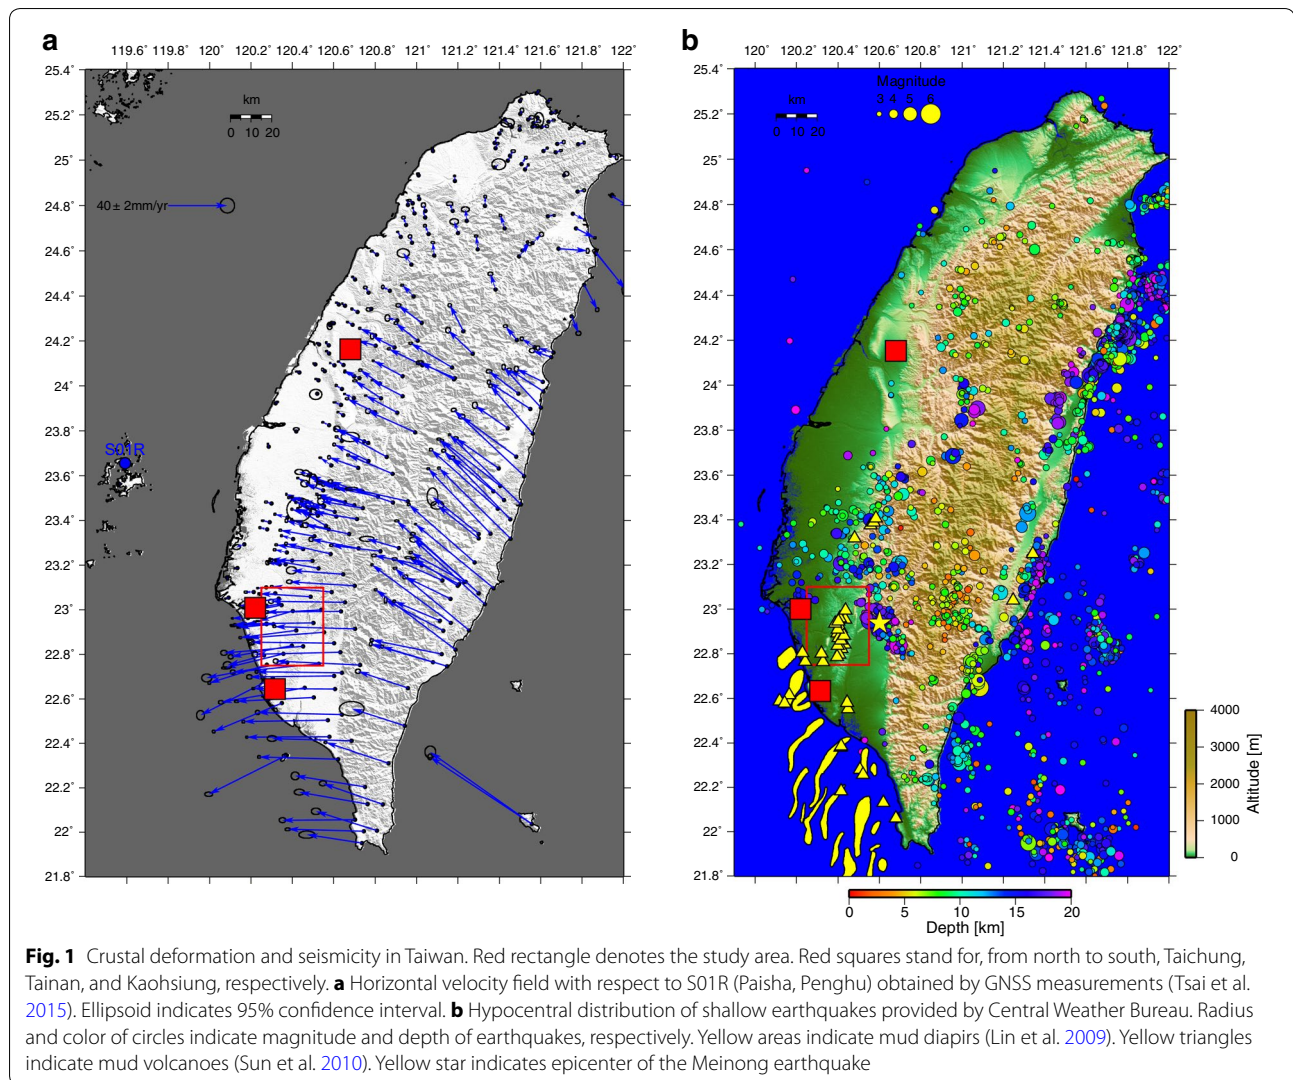 a
119.6˚ 119.8˚ 120˚ 120.2˚ 120.4˚ 120.6˚ 120.8˚ 121˚ 121.2˚ 121.4˚ 121.6˚ 121.8˚ 122˚
25.4˚
25.2˚
25˚
24.8˚
24.6˚
24.4˚
24.2˚
24˚
23.8˚
23.6˚
23.4˚
23.2˚
23˚
22.8˚
22.6˚
22.4˚
22.2˚
22˚
21.8˚
km
0 10 20
40± 2mm/yr
S01R
b
120˚ 120.2˚ 120.4˚ 120.6˚ 120.8˚ 121˚ 121.2˚ 121.4˚ 121.6˚ 121.8˚ 122˚
25.4˚
25.2˚
25˚
24.8˚
24.6˚
24.4˚
24.2˚
24˚
23.8˚
23.6˚
23.4˚
23.2˚
23˚
22.8˚
22.6˚
22.4˚
22.2˚
22˚
21.8˚
km
0 10 20
Magnitude
3 4 5 6
4000
3000
2000
1000
0
Altitude [m]
0 5 10 15 20
Depth [km]
Fig. 1 Crustal deformation and seismicity in Taiwan. Red rectangle denotes the study area. Red squares stand for, from north to south, Taichung,
Tainan, and Kaohsiung, respectively. a Horizontal velocity field with respect to S01R (Paisha, Penghu) obtained by GNSS measurements (Tsai et al.
2015). Ellipsoid indicates 95% confidence interval. b Hypocentral distribution of shallow earthquakes provided by Central Weather Bureau. Radius
and color of circles indicate magnitude and depth of earthquakes, respectively. Yellow areas indicate mud diapirs (Lin et al. 2009). Yellow triangles
indicate mud volcanoes (Sun et al. 2010). Yellow star indicates epicenter of the Meinong earthquake